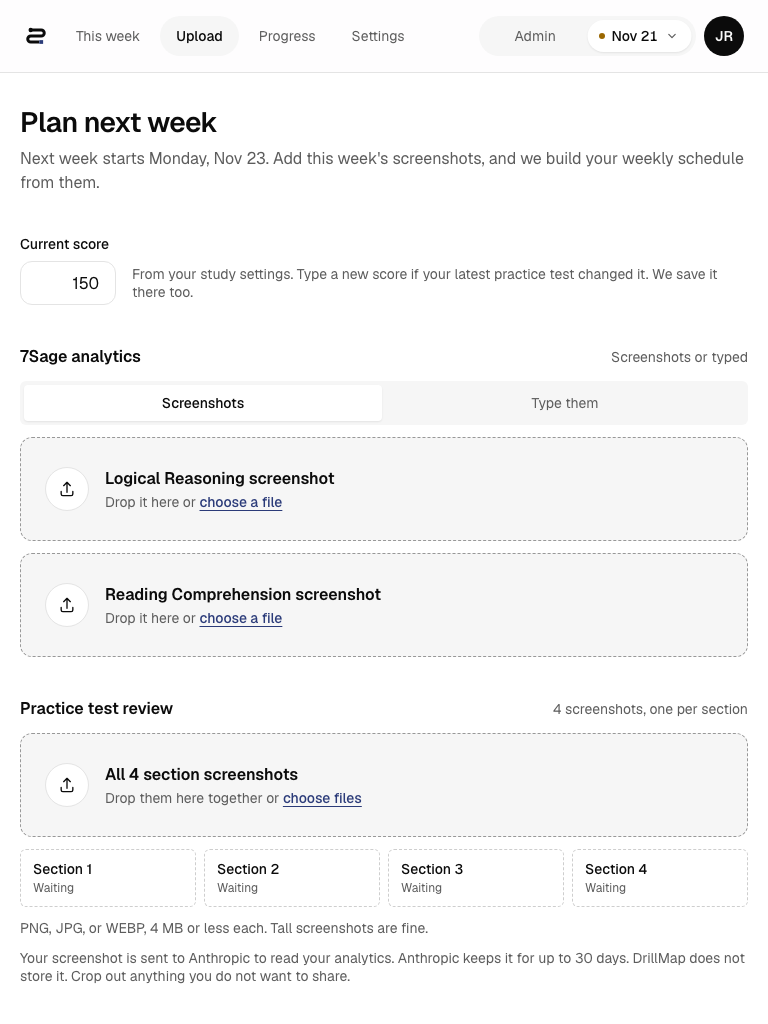 This week
Upload
Progress
Settings
Admin
Nov 21
JR
Plan next week
Next week starts Monday, Nov 23. Add this week's screenshots, and we build your weekly schedule
from them.
Current score
150
From your study settings. Type a new score if your latest practice test changed it. We save it
there too.
7Sage analytics
Screenshots or typed
Screenshots
Type them
Logical Reasoning screenshot
Drop it here or choose a file
Reading Comprehension screenshot
Drop it here or choose a file
Practice test review
4 screenshots, one per section
All 4 section screenshots
Drop them here together or choose files
Section 1
Waiting
Section 2
Waiting
Section 3
Waiting
Section 4
Waiting
PNG, JPG, or WEBP, 4 MB or less each. Tall screenshots are fine.
Your screenshot is sent to Anthropic to read your analytics. Anthropic keeps it for up to 30 days. DrillMap does not
store it. Crop out anything you do not want to share.